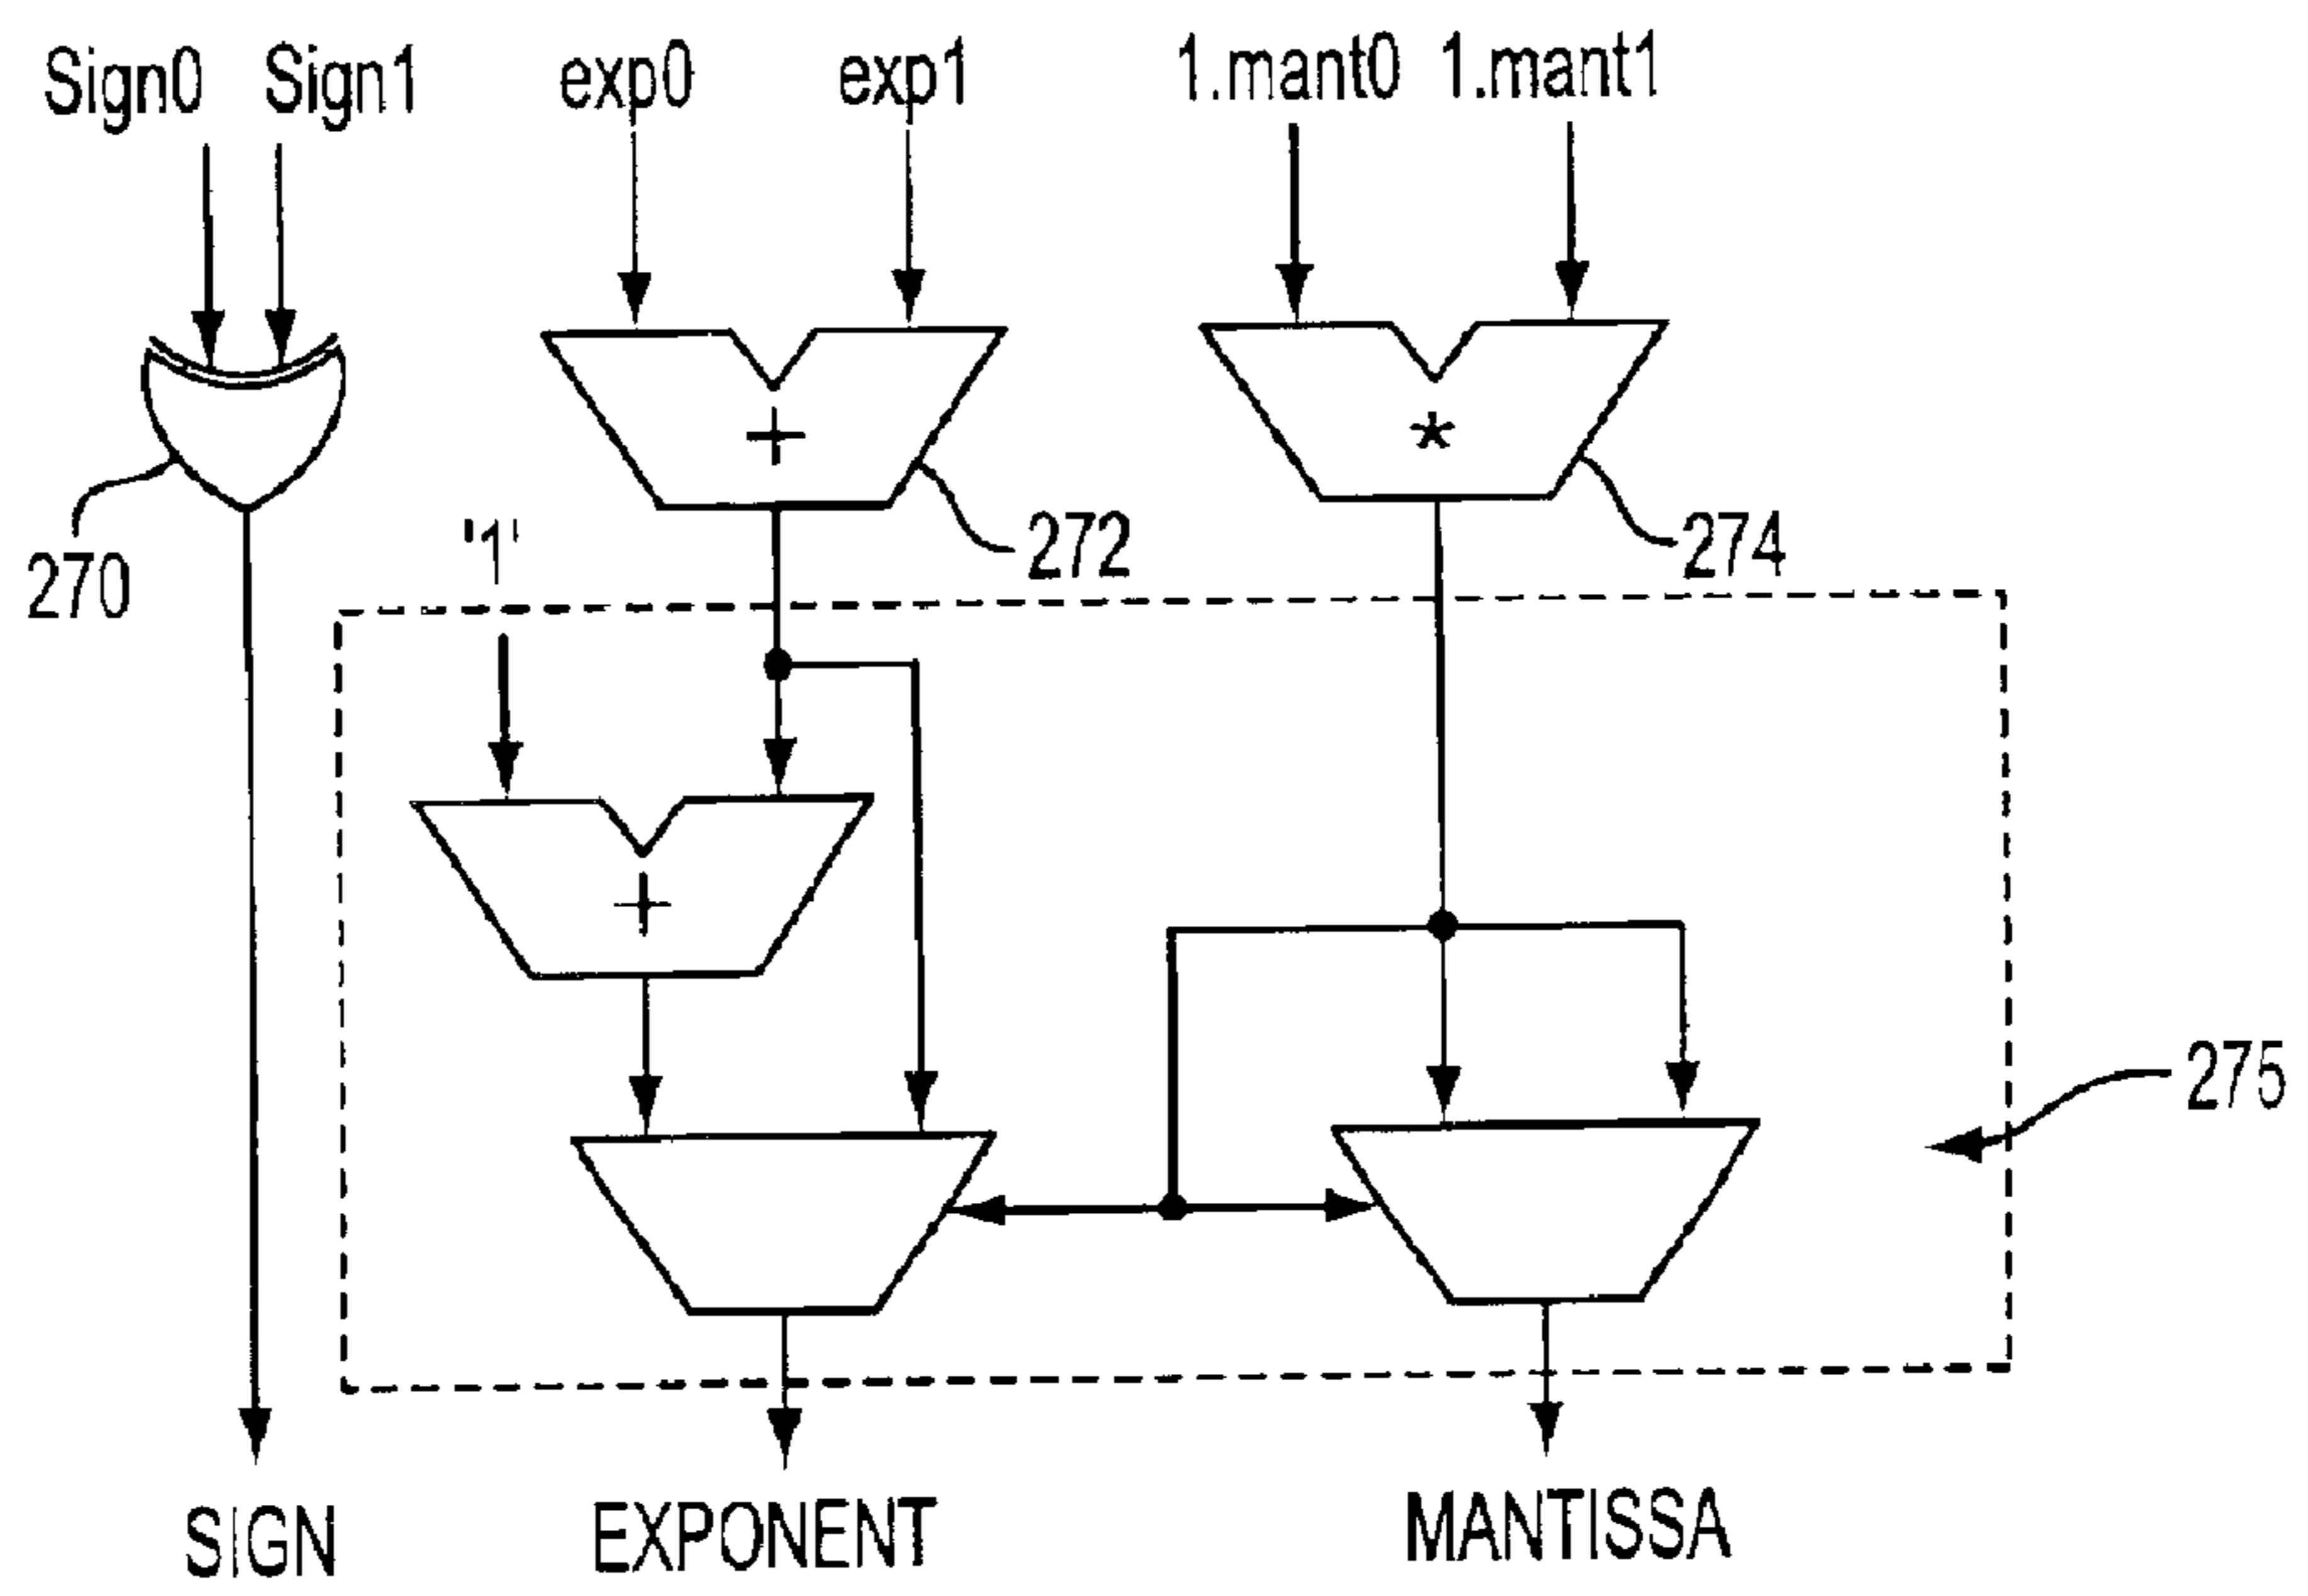 Sign0 Sign1 exp0 exp1 1.mant0 1.mant1
+ *
270 '1' 272 274
+
275
SIGN EXPONENT MANTISSA